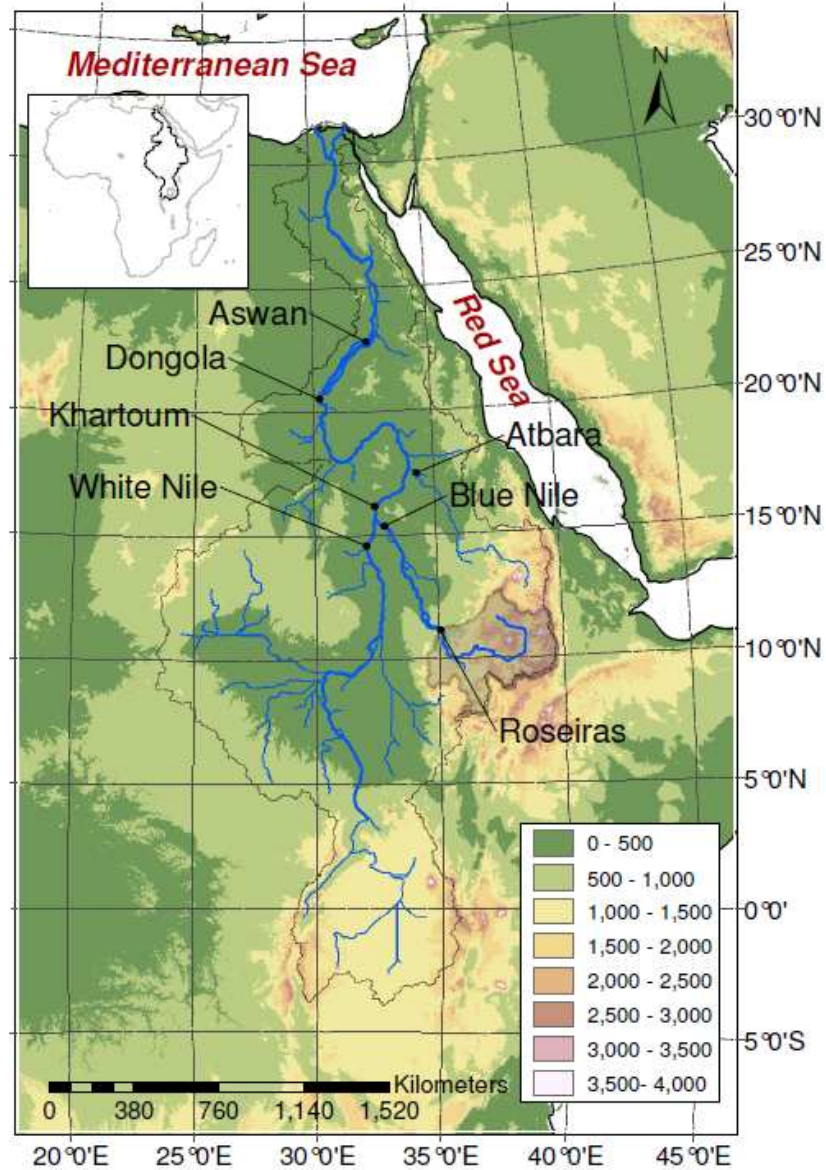 Mediterranean Sea
N
30°0'N
25°0'N
Aswan
Red Sea
Dongola
20°0'N
Khartoum
Atbara
White Nile
Blue Nile
15°0'N
10°0'N
Roseiras
5°0'N
0 - 500
500 - 1,000
1,000 - 1,500
0°0'
1,500 - 2,000
2,000 - 2,500
2,500 - 3,000
5°0'S
3,000 - 3,500
3,500- 4,000
Kilometers
0 380 760 1,140 1,520
20°0'E 25°0'E 30°0'E 35°0'E 40°0'E 45°0'E